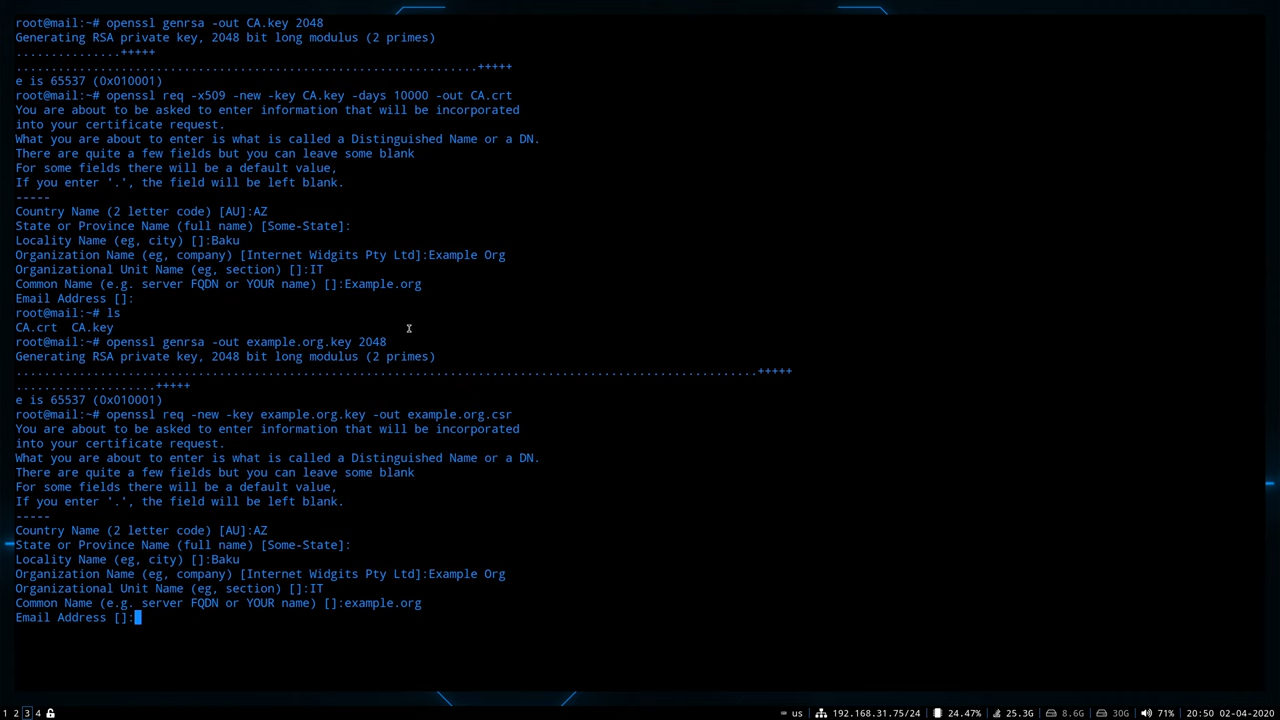 root@mail:~# openssl genrsa -out CA.key 2048
Generating RSA private key, 2048 bit long modulus (2 primes)
...............+++++
..................................................................+++++
e is 65537 (0x010001)
root@mail:~# openssl req -x509 -new -key CA.key -days 10000 -out CA.crt
You are about to be asked to enter information that will be incorporated
into your certificate request.
What you are about to enter is what is called a Distinguished Name or a DN.
There are quite a few fields but you can leave some blank
For some fields there will be a default value,
If you enter '.', the field will be left blank.
-----
Country Name (2 letter code) [AU]:AZ
State or Province Name (full name) [Some-State]:
Locality Name (eg, city) []:Baku
Organization Name (eg, company) [Internet Widgits Pty Ltd]:Example Org
Organizational Unit Name (eg, section) []:IT
Common Name (e.g. server FQDN or YOUR name) []:Example.org
Email Address []:
root@mail:~# ls
CA.crt  CA.key
root@mail:~# openssl genrsa -out example.org.key 2048
Generating RSA private key, 2048 bit long modulus (2 primes)
..........................................................................................................+++++
....................+++++
e is 65537 (0x010001)
root@mail:~# openssl req -new -key example.org.key -out example.org.csr
You are about to be asked to enter information that will be incorporated
into your certificate request.
What you are about to enter is what is called a Distinguished Name or a DN.
There are quite a few fields but you can leave some blank
For some fields there will be a default value,
If you enter '.', the field will be left blank.
-----
Country Name (2 letter code) [AU]:AZ
State or Province Name (full name) [Some-State]:
Locality Name (eg, city) []:Baku
Organization Name (eg, company) [Internet Widgits Pty Ltd]:Example Org
Organizational Unit Name (eg, section) []:IT
Common Name (e.g. server FQDN or YOUR name) []:example.org
Email Address []:
1 2 3 4 us 192.168.31.75/24 24.47% 25.3G 8.6G 30G 71% 20:50 02-04-2020